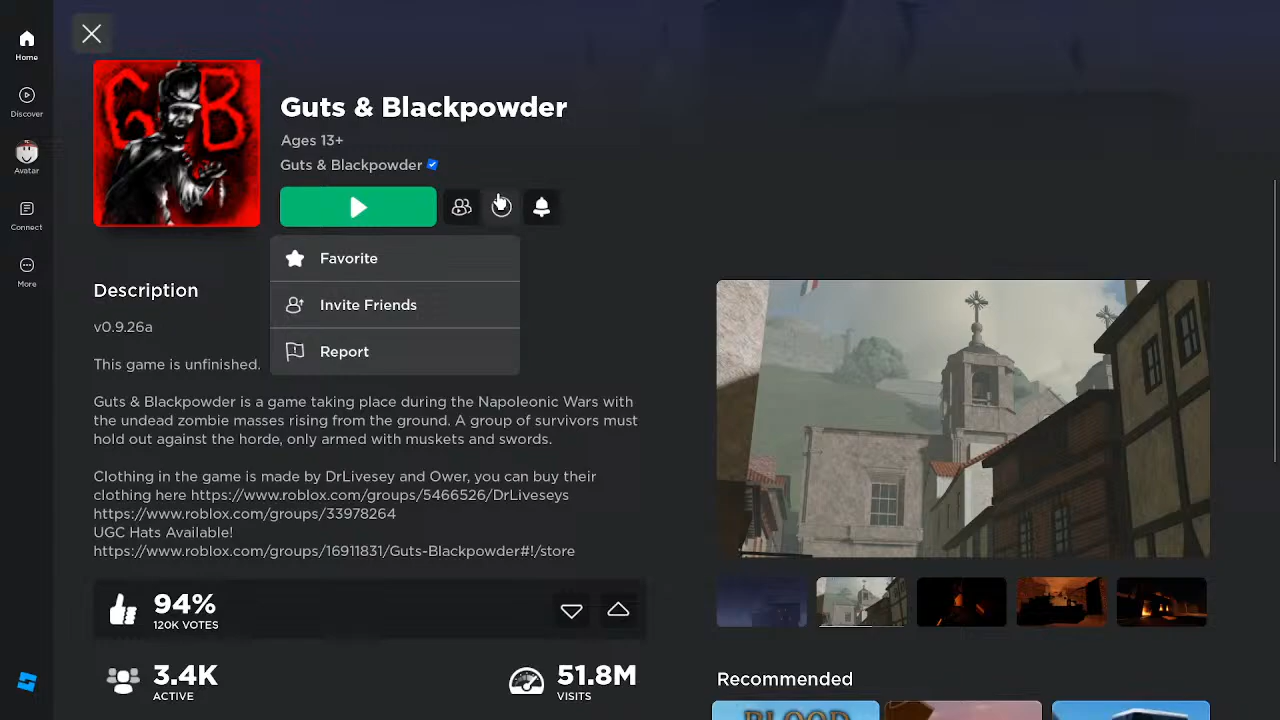 Home
Discover
Avatar
Connect
More
G B
Guts & Blackpowder
Ages 13+
Guts & Blackpowder
Favorite
Invite Friends
Report
Description
v0.9.26a
This game is unfinished.
Guts & Blackpowder is a game taking place during the Napoleonic Wars with
the undead zombie masses rising from the ground. A group of survivors must
hold out against the horde, only armed with muskets and swords.
Clothing in the game is made by DrLivesey and Ower, you can buy their
clothing here https://www.roblox.com/groups/5466526/DrLiveseys
https://www.roblox.com/groups/33978264
UGC Hats Available!
https://www.roblox.com/groups/16911831/Guts-Blackpowder#!/store
94%
120K VOTES
3.4K
ACTIVE
51.8M
VISITS
Recommended
BLOOD